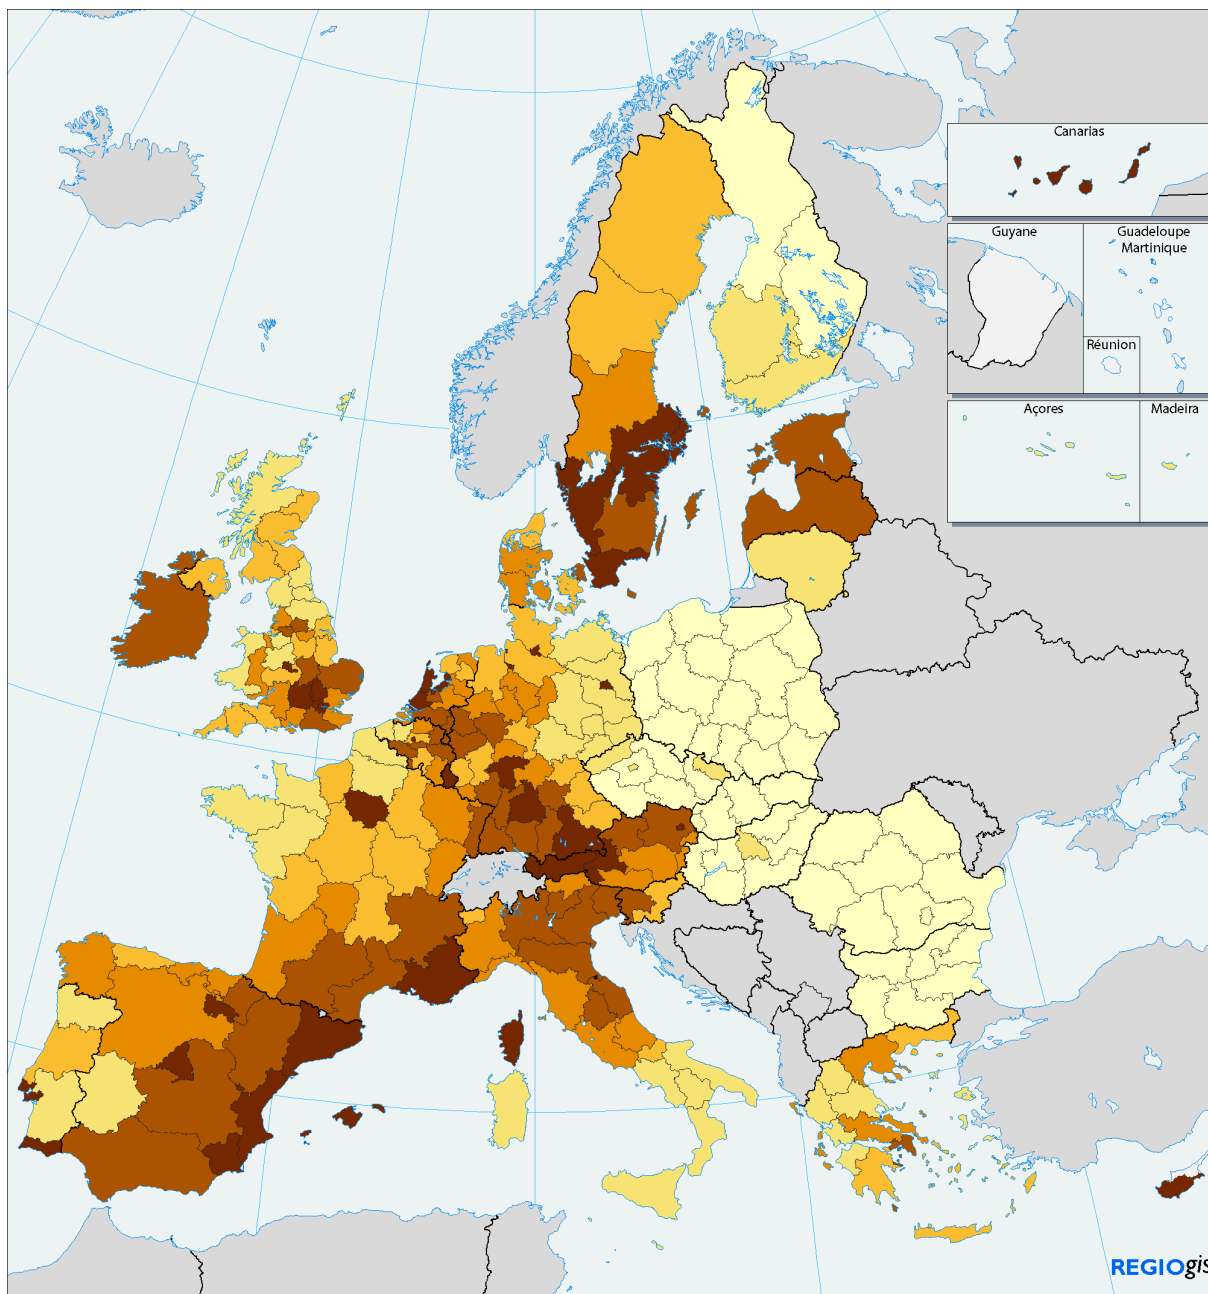 Canarias
Guyane
Guadeloupe
Martinique
Réunion
Açores
Madeira
REGIOgis